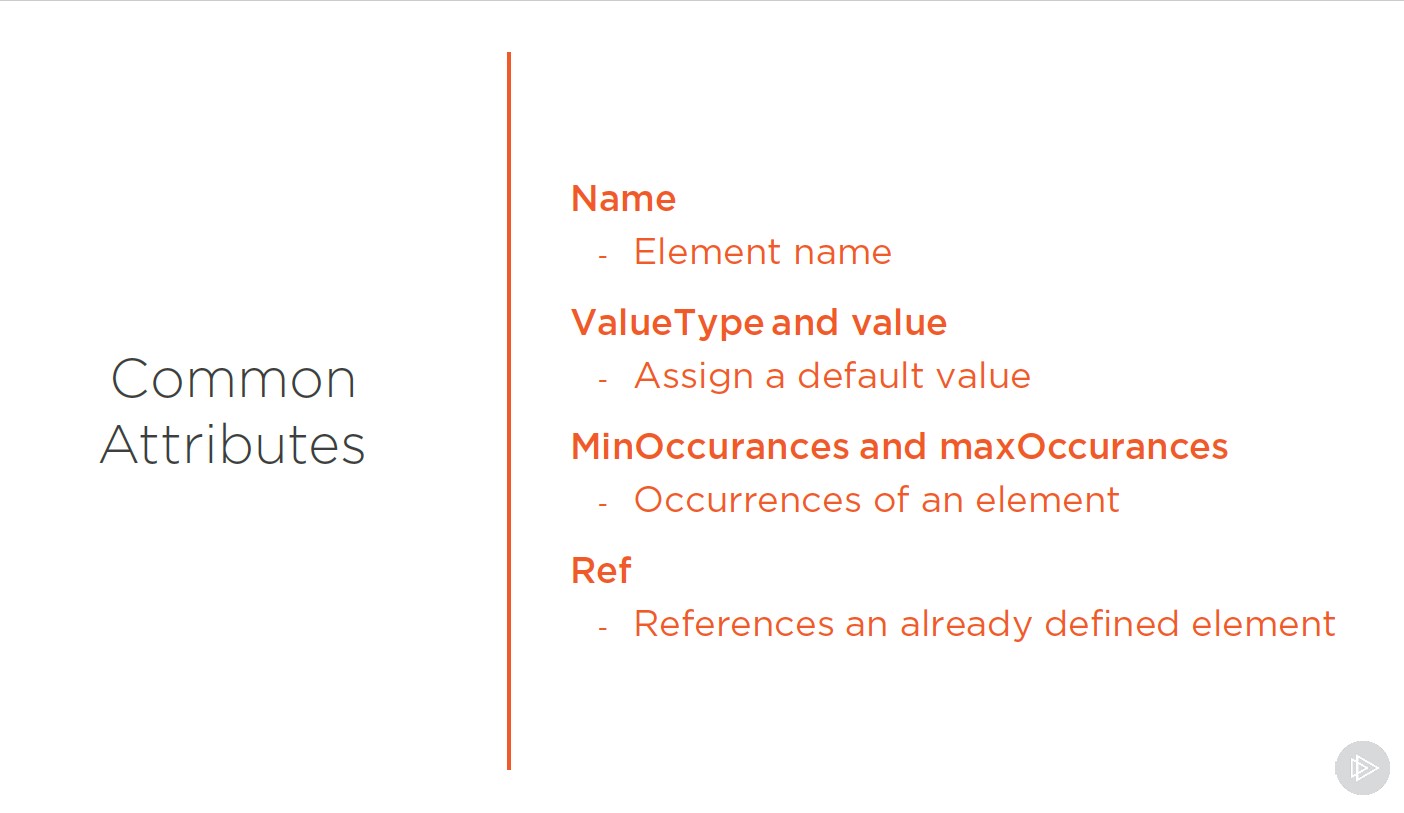 Common
Attributes
Name
- Element name
ValueType and value
- Assign a default value
MinOccurances and maxOccurances
- Occurrences of an element
Ref
- References an already defined element